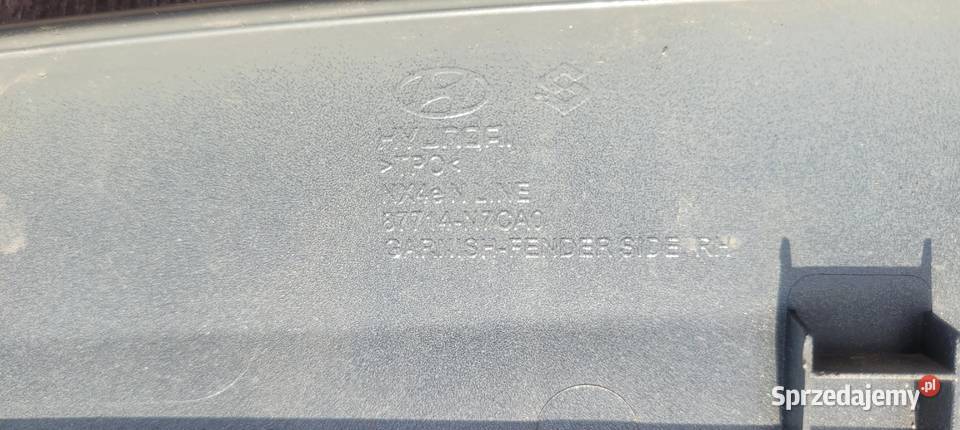 HYUNDAI
>TPO<
NX4e N LINE
87714-N7CA0
GARNISH-FENDER SIDE RH
Sprzedajemy.pl